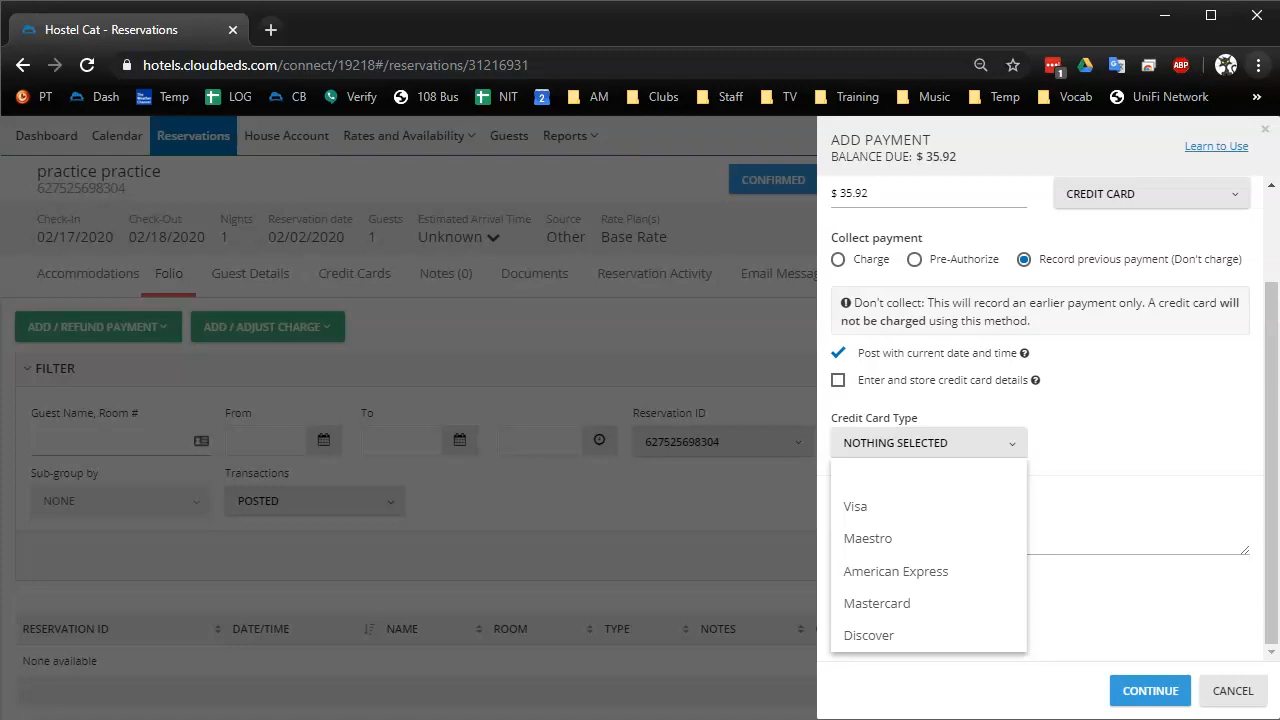 Hostel Cat - Reservations
hotels.cloudbeds.com/connect/19218#/reservations/31216931
1
ABP
PT Dash Temp LOG CB Verify 108 Bus NIT 2 AM Clubs Staff TV Training Music Temp Vocab UniFi Network
Dashboard Calendar Reservations House Account Rates and Availability Guests Reports
practice practice
627525698304
CONFIRMED
Check-In Check-Out Nights Reservation date Guests Estimated Arrival Time Source Rate Plan(s)
02/17/2020 02/18/2020 1 02/02/2020 1 Unknown Other Base Rate
Accommodations Folio Guest Details Credit Cards Notes (0) Documents Reservation Activity Email Messag
ADD / REFUND PAYMENT ADD / ADJUST CHARGE
FILTER
Guest Name, Room # From To Reservation ID
627525698304
Sub-group by Transactions
NONE POSTED
RESERVATION ID DATE/TIME NAME ROOM TYPE NOTES
None available
ADD PAYMENT
BALANCE DUE: $ 35.92
Learn to Use
$ 35.92 CREDIT CARD
Collect payment
Charge Pre-Authorize Record previous payment (Don't charge)
Don't collect: This will record an earlier payment only. A credit card will
not be charged using this method.
Post with current date and time
Enter and store credit card details
Credit Card Type
NOTHING SELECTED
Visa
Maestro
American Express
Mastercard
Discover
CONTINUE CANCEL